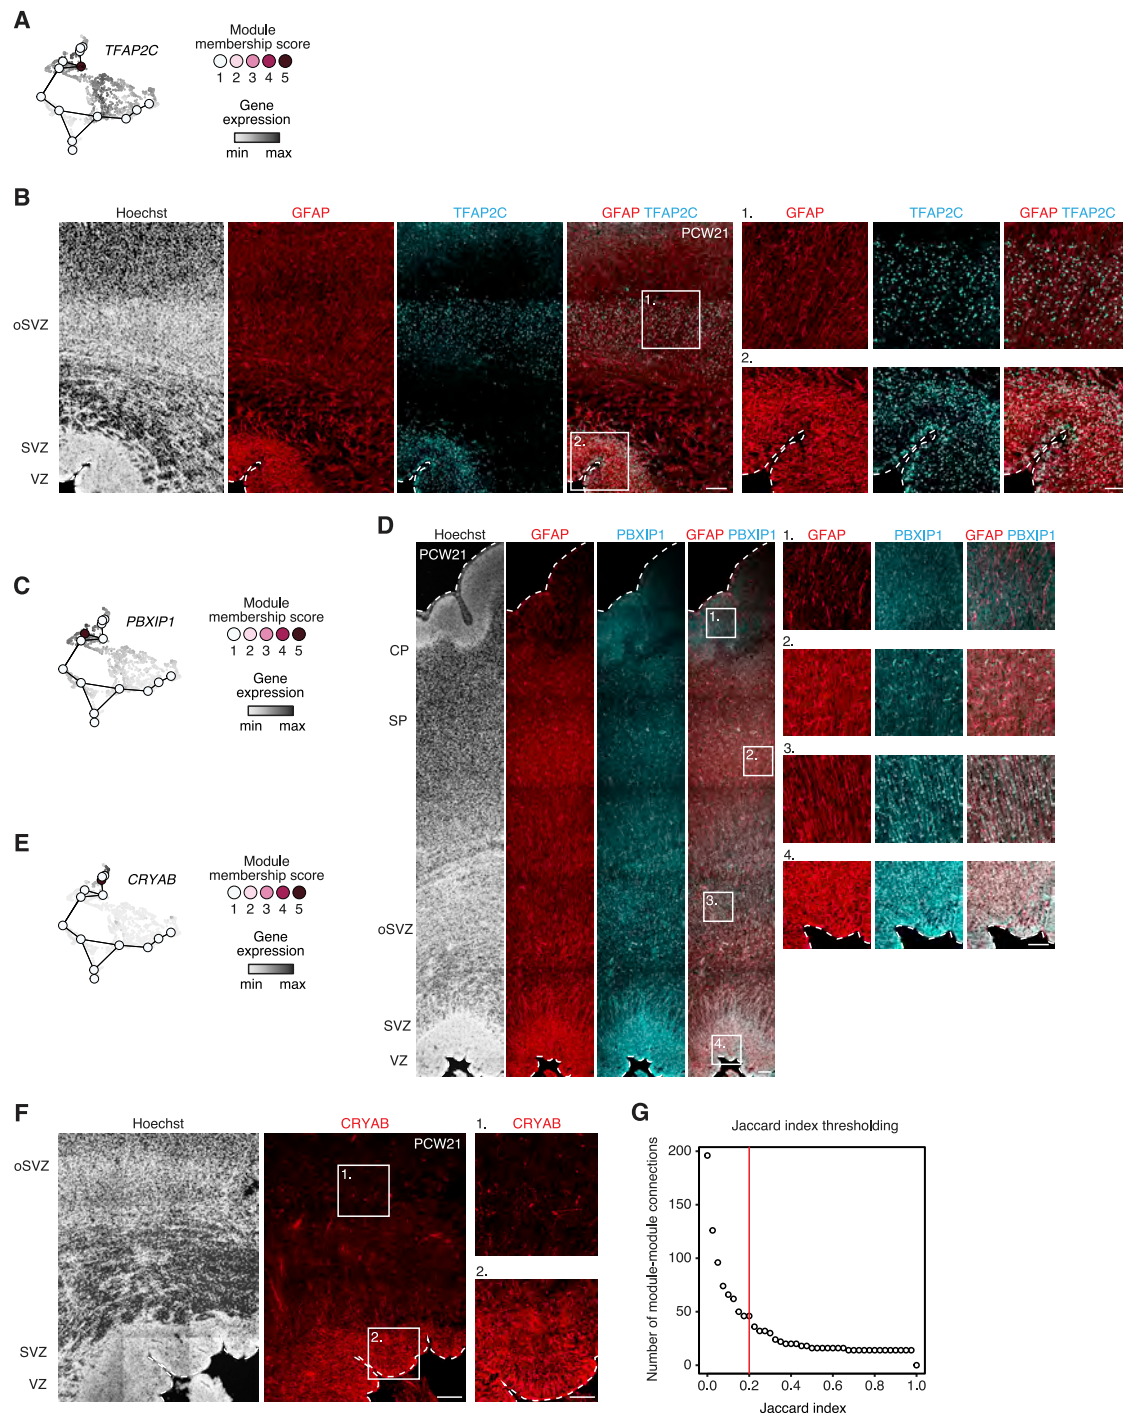 A
TFAP2C
Module
membership score
1 2 3 4 5
Gene
expression
min max
B
Hoechst GFAP TFAP2C GFAP TFAP2C
PCW21
oSVZ
SVZ
VZ
1.
2.
1. GFAP TFAP2C GFAP TFAP2C
2.
C
PBXIP1
Module
membership score
1 2 3 4 5
Gene
expression
min max
D
Hoechst GFAP PBXIP1 GFAP PBXIP1
PCW21
CP
SP
oSVZ
SVZ
VZ
1.
2.
3.
4.
1. GFAP PBXIP1 GFAP PBXIP1
2.
3.
4.
E
CRYAB
Module
membership score
1 2 3 4 5
Gene
expression
min max
F
Hoechst CRYAB
PCW21
oSVZ
SVZ
VZ
1.
2.
1. CRYAB
2.
G
Jaccard index thresholding
Number of module-module connections
200
150
100
50
0
0.0 0.2 0.4 0.6 0.8 1.0
Jaccard index